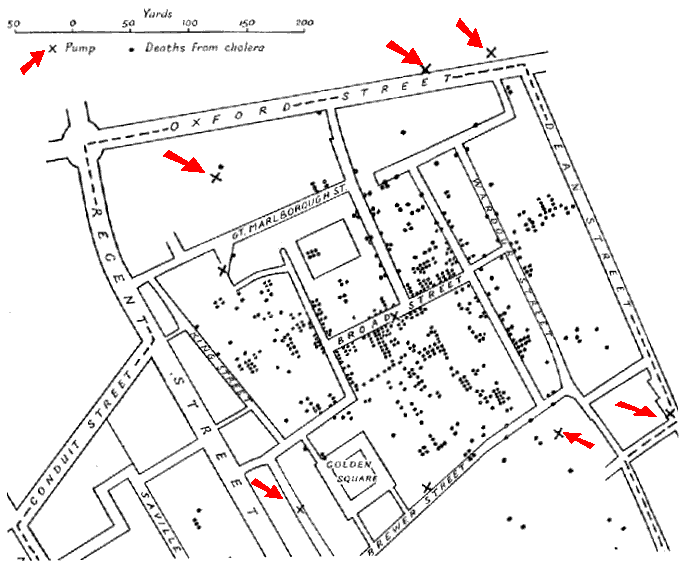 Yards
50 0 50 100 150 200
× Pump • Deaths from cholera
OXFORD STREET
REGENT STREET
DEAN STREET
GT. MARLBOROUGH ST.
WARDOUR STREET
BROAD STREET
KING STREET
CONDUIT STREET
GOLDEN
SQUARE
SAVILLE
BREWER STREET